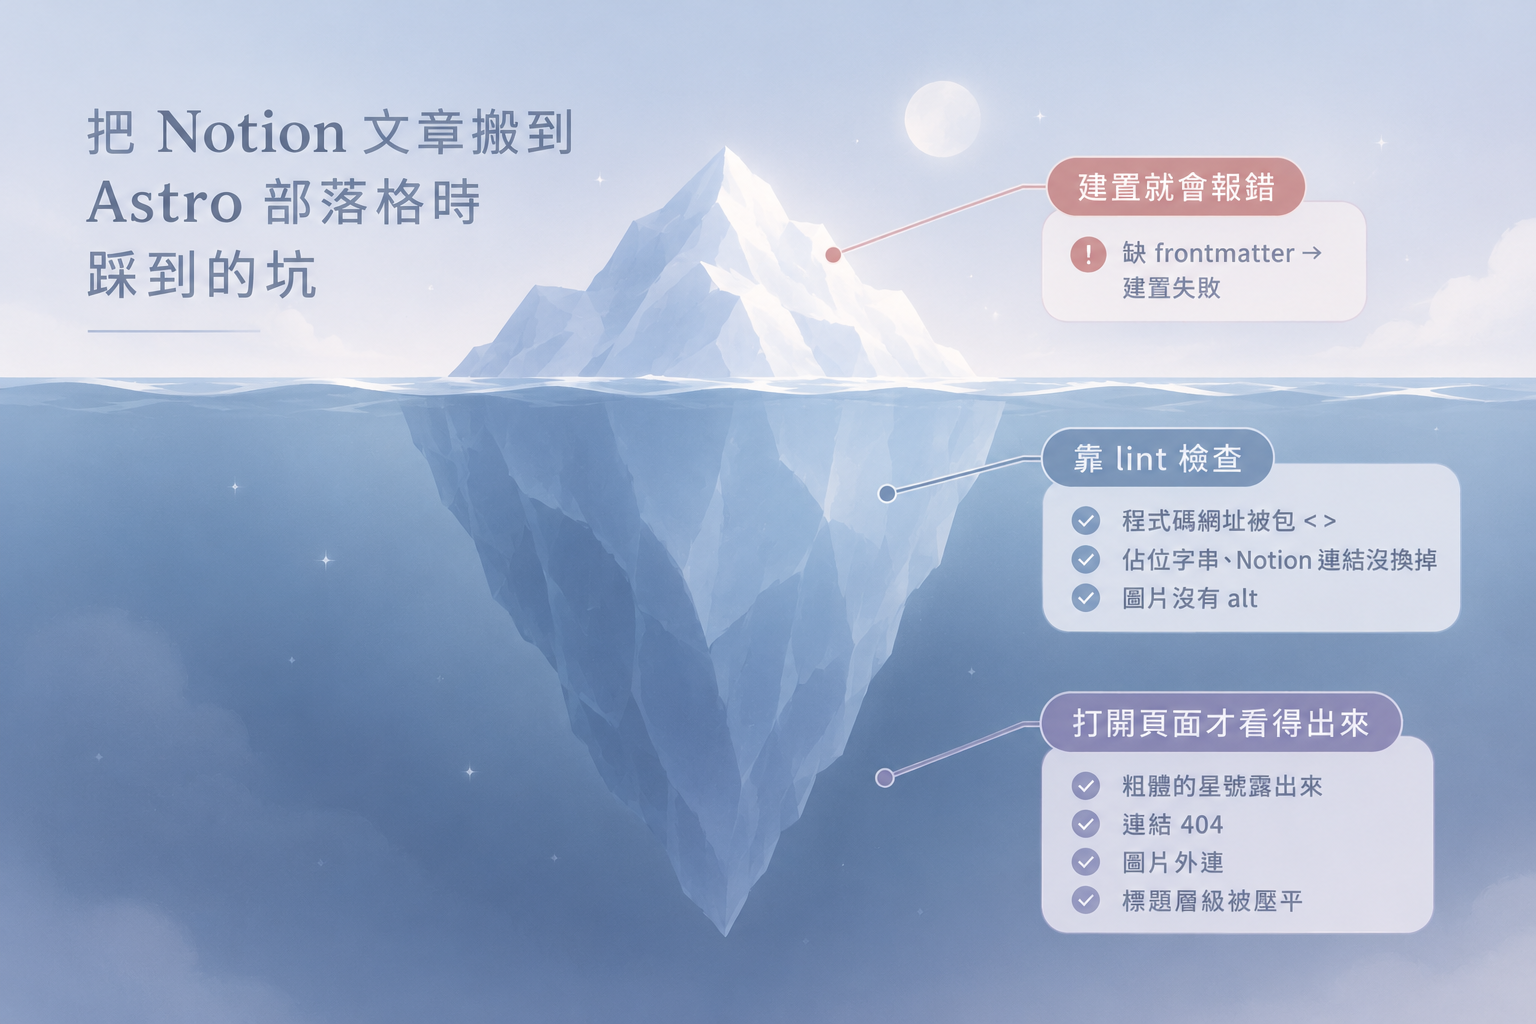 把 Notion 文章搬到
Astro 部落格時
踩到的坑
建置就會報錯
缺 frontmatter →
建置失敗
靠 lint 檢查
程式碼網址被包 < >
佔位字串、Notion 連結沒換掉
圖片沒有 alt
打開頁面才看得出來
粗體的星號露出來
連結 404
圖片外連
標題層級被壓平